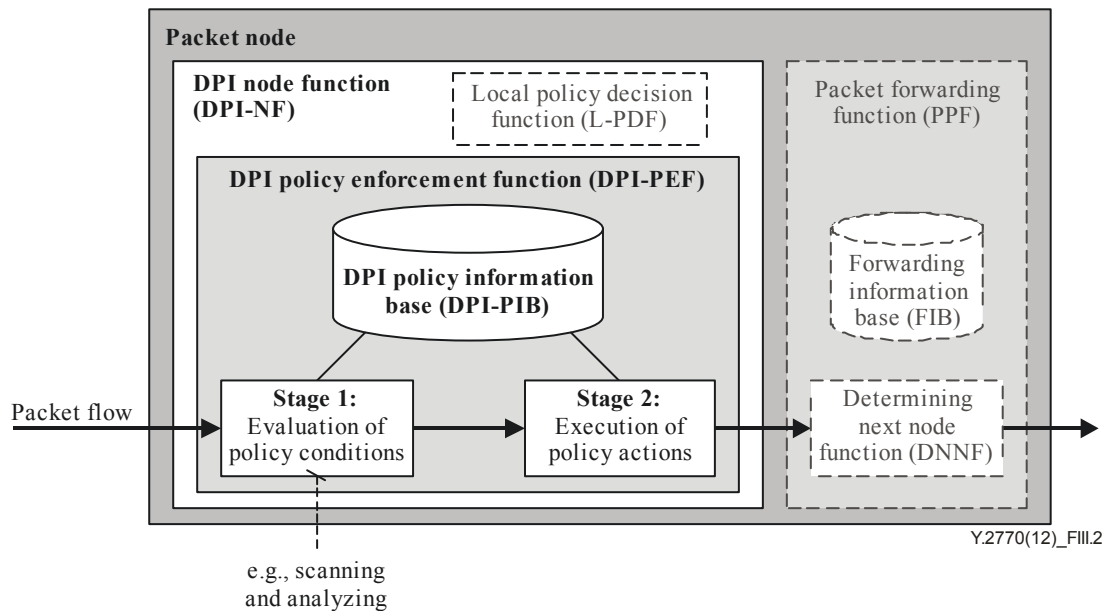 Packet node
DPI node function
(DPI-NF)
Local policy decision
function (L-PDF)
Packet forwarding
function (PPF)
DPI policy enforcement function (DPI-PEF)
DPI policy information
base (DPI-PIB)
Forwarding
information
base (FIB)
Packet flow
Stage 1:
Evaluation of
policy conditions
Stage 2:
Execution of
policy actions
Determining
next node
function (DNNF)
Y.2770(12)_FIII.2
e.g., scanning
and analyzing